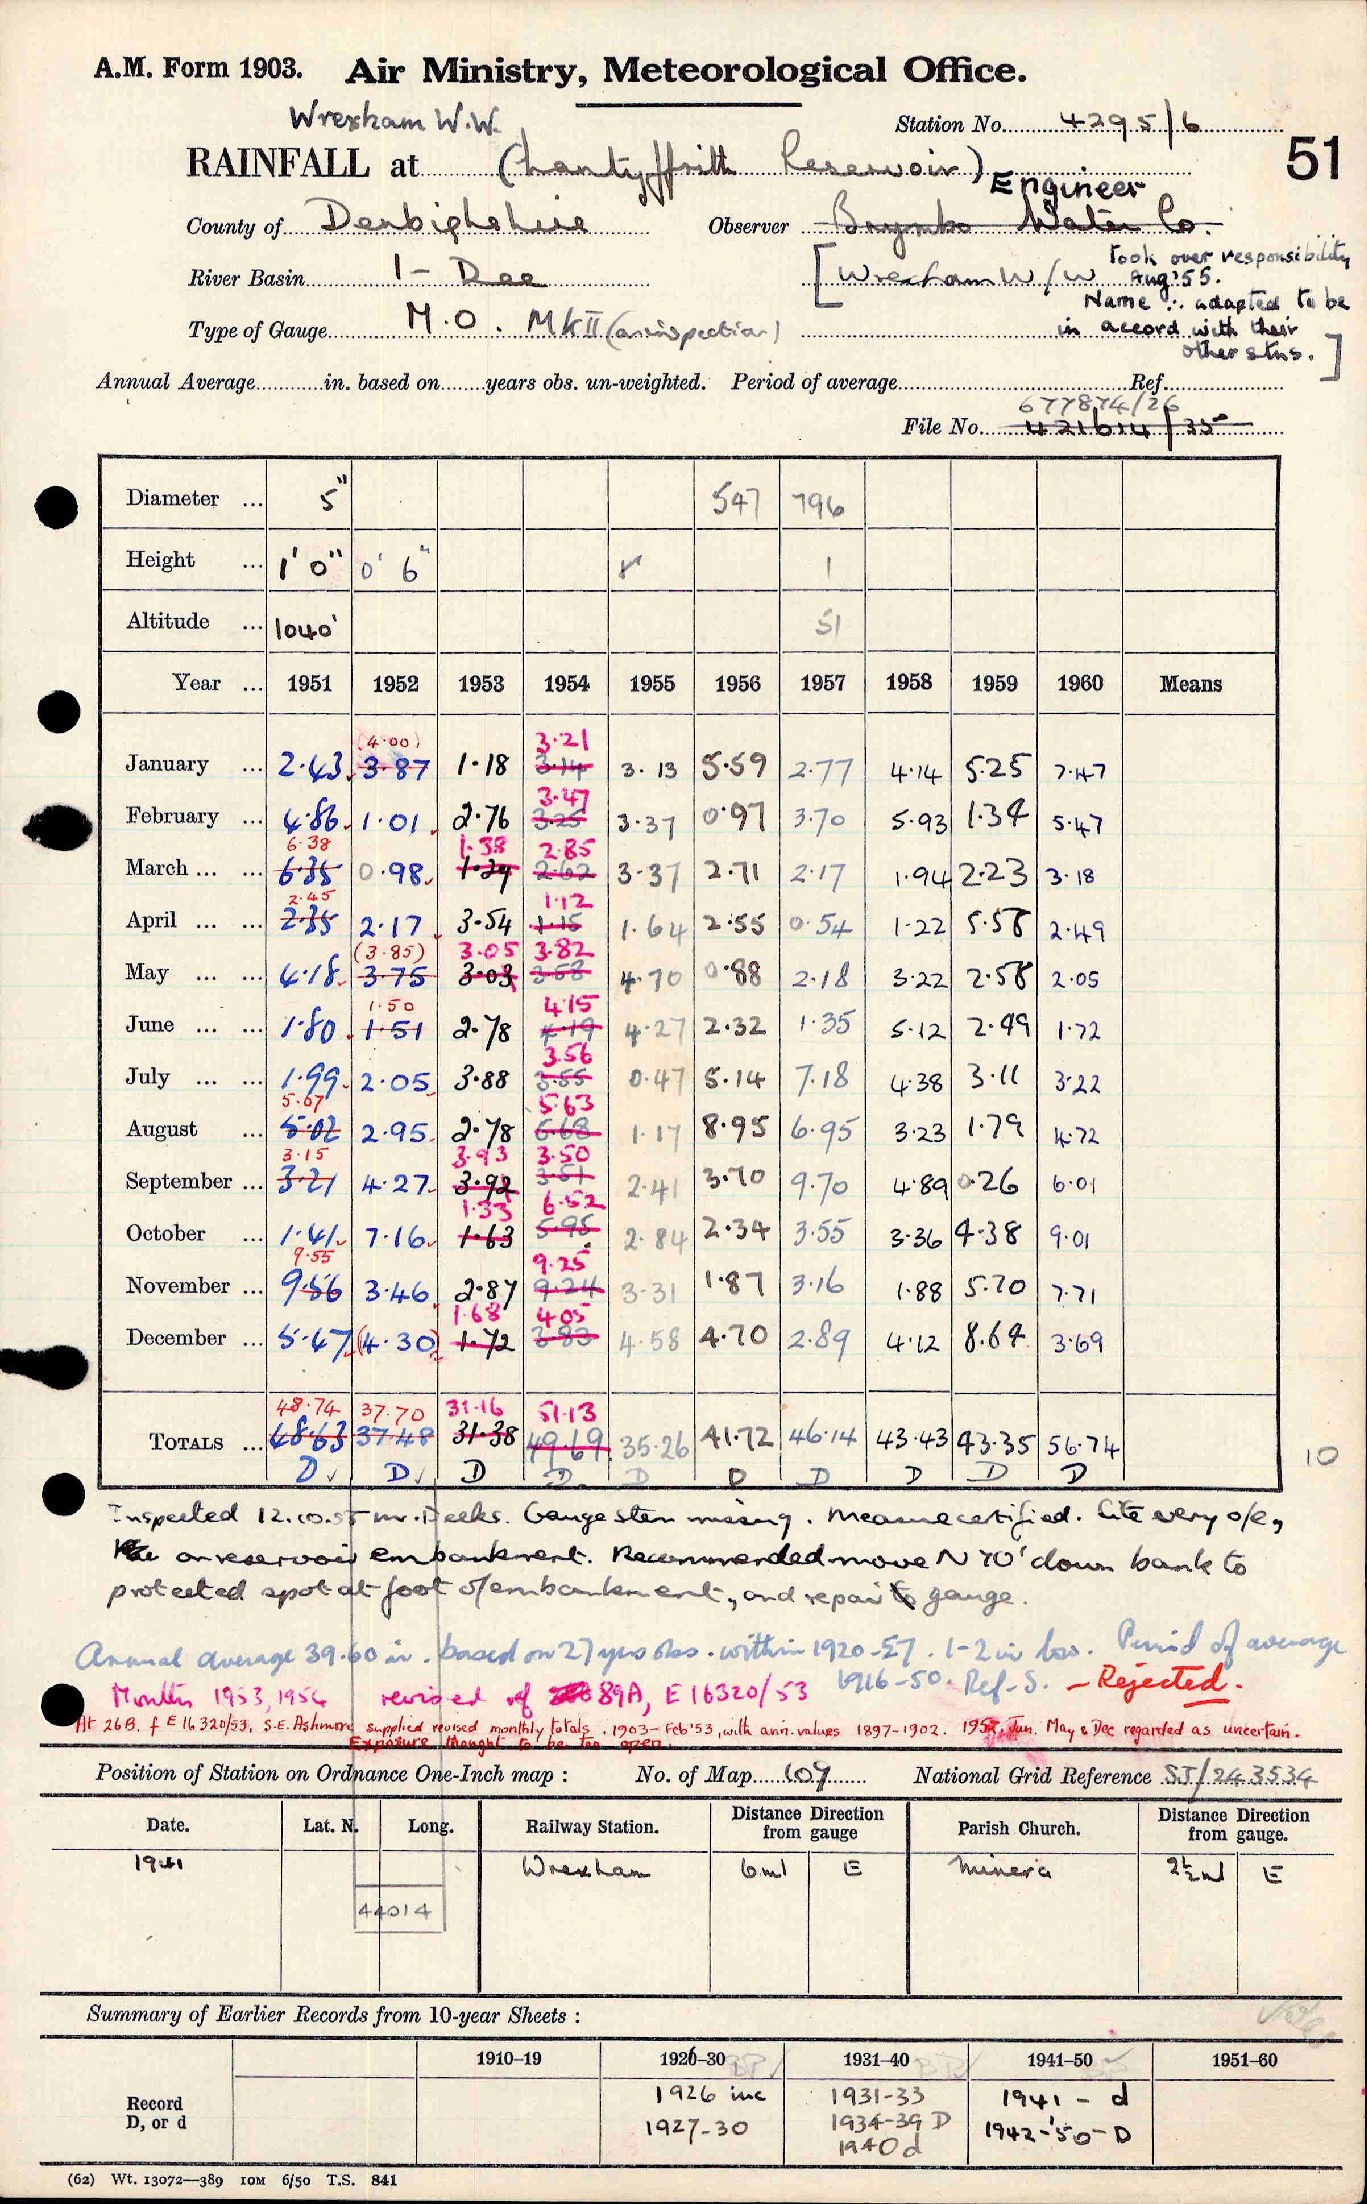 A.M. Form 1903. Air Ministry, Meteorological Office.
Wrexham W.W.
Station No. 4295/6
51
RAINFALL at (Llantyffrith Reservoir)
Engineer
County of Denbighshire Observer Brymbo Water Co.
River Basin 1 - Dee [Wrexham W/W took over responsibility Aug '55.
Name ∴ adapted to be
Type of Gauge M.O. Mk II (on inspection) in accord with their
other stns.]
Annual Average in. based on years obs. un-weighted. Period of average Ref.
677874/26
File No. 421614/35
Diameter ... 5" 547 796
Height ... 1' 0" 0' 6" 1
Altitude ... 1040' 51
Year ... 1951 1952 1953 1954 1955 1956 1957 1958 1959 1960 Means
(4.00) 3.21
January ... 2.43 3.87 1.18 3.14 3.13 5.59 2.77 4.14 5.25 7.47
3.47
February ... 4.86 1.01 2.76 3.25 3.37 0.97 3.70 5.93 1.34 5.47
6.38 1.38 2.85
March ... ... 6.35 0.98 1.29 2.62 3.37 2.71 2.17 1.94 2.23 3.18
2.45 1.12
April ... ... 2.35 2.17 3.54 1.15 1.64 2.55 0.54 1.22 5.58 2.49
(3.85) 3.05 3.82
May ... ... 4.18 3.75 3.03 3.58 4.70 0.88 2.18 3.22 2.58 2.05
1.50 4.15
June ... ... 1.80 1.51 2.78 4.19 4.27 2.32 1.35 5.12 2.49 1.72
3.56
July ... ... 1.99 2.05 3.88 3.55 0.47 5.14 7.18 4.38 3.11 3.22
5.07 5.63
August ... 5.02 2.95 2.78 6.68 1.17 8.95 6.95 3.23 1.79 4.72
3.15 3.93 3.50
September ... 3.21 4.27 3.92 3.51 2.41 3.70 9.70 4.89 0.26 6.01
1.33 6.52
October ... 1.41 7.16 1.63 5.95 2.84 2.34 3.55 3.36 4.38 9.01
9.55 9.25
November ... 9.56 3.46 2.87 9.24 3.31 1.87 3.16 1.88 5.70 7.71
1.68 4.05
December ... 5.47 (4.30) 1.72 3.83 4.58 4.70 2.89 4.12 8.64 3.69
48.74 37.70 31.16 51.13
TOTALS ... 48.63 37.48 31.38 49.69 35.26 41.72 46.14 43.43 43.35 56.74
10
D D D D D D D D D D
Inspected 12.10.55 Mr. Deeks. Gauge stem missing. Measure certified. Site very o/e,
on reservoir embankment. Recommended move N 70' down bank to
protected spot at foot of embankment, and repair to gauge.
Annual average 39.60 in. based on 27 yrs obs. within 1920-57. 1-2 in low. Period of average
1916-50. Ref-S. - Rejected.
Months 1953, 1954 revised ref 89A, E 16320/53
At 26B. f E 16320/53, S.E. Ashmore supplied revised monthly totals. 1903 - Feb '53, with ann. values 1897-1902. 1952 Jan. May & Dec regarded as uncertain.
Exposure thought to be too open.
Position of Station on Ordnance One-Inch map : No. of Map 109 National Grid Reference SJ/243534
Date. Lat. N. Long. Railway Station. Distance from gauge Direction Parish Church. Distance from gauge. Direction
1941 Wrexham 6 ml E Minera 2½ ml E
44014
Summary of Earlier Records from 10-year Sheets :
1910-19 1926-30 1931-40 1941-50 1951-60
Record
D, or d
1926 inc 1931-33 1941 - d
1927-30 1934-39 D 1942-'50 - D
1940 d
(62) Wt. 13072—389 10M 6/50 T.S. 841